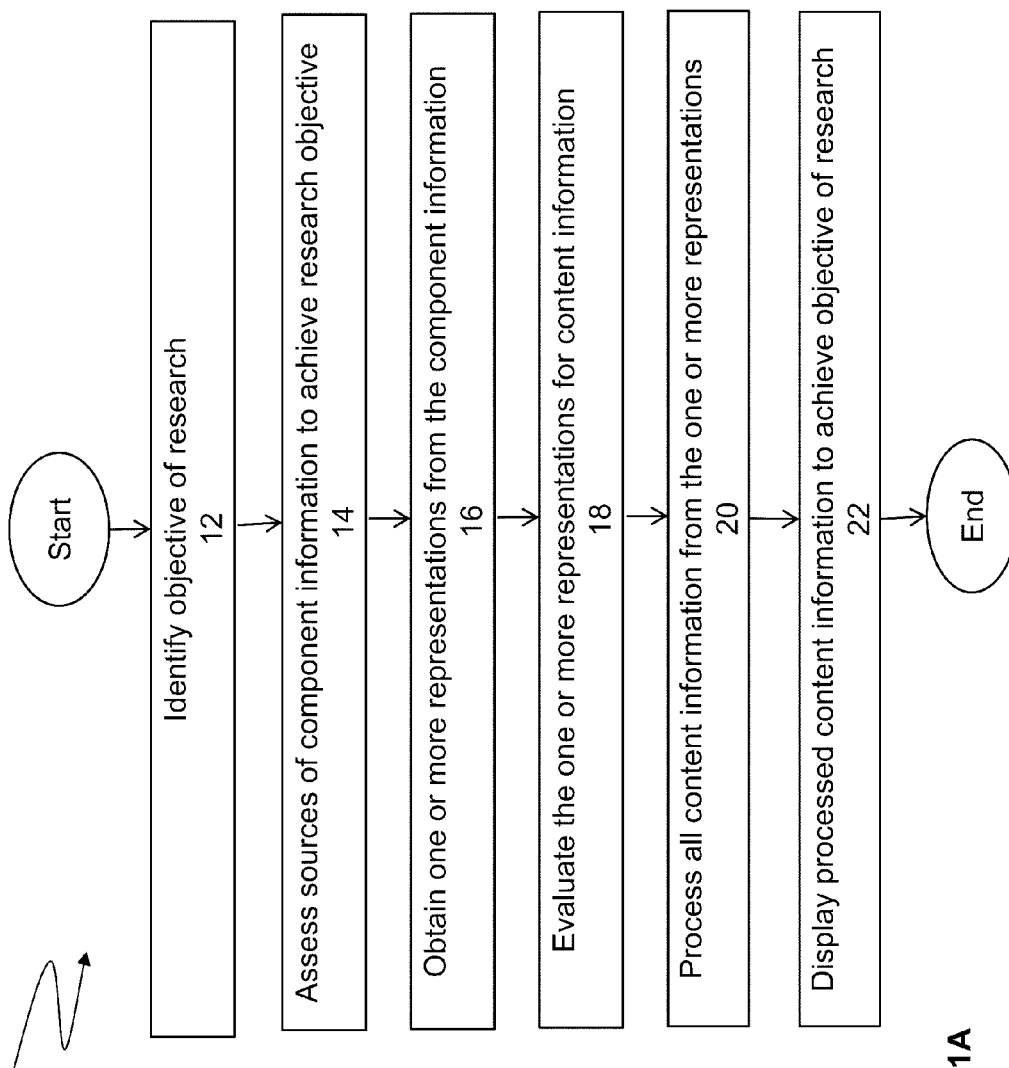 Start
Identify objective of research
12
Assess sources of component information to achieve research objective
14
Obtain one or more representations from the component information
16
Evaluate the one or more representations for content information
18
Process all content information from the one or more representations
20
Display processed content information to achieve objective of research
22
End
1A